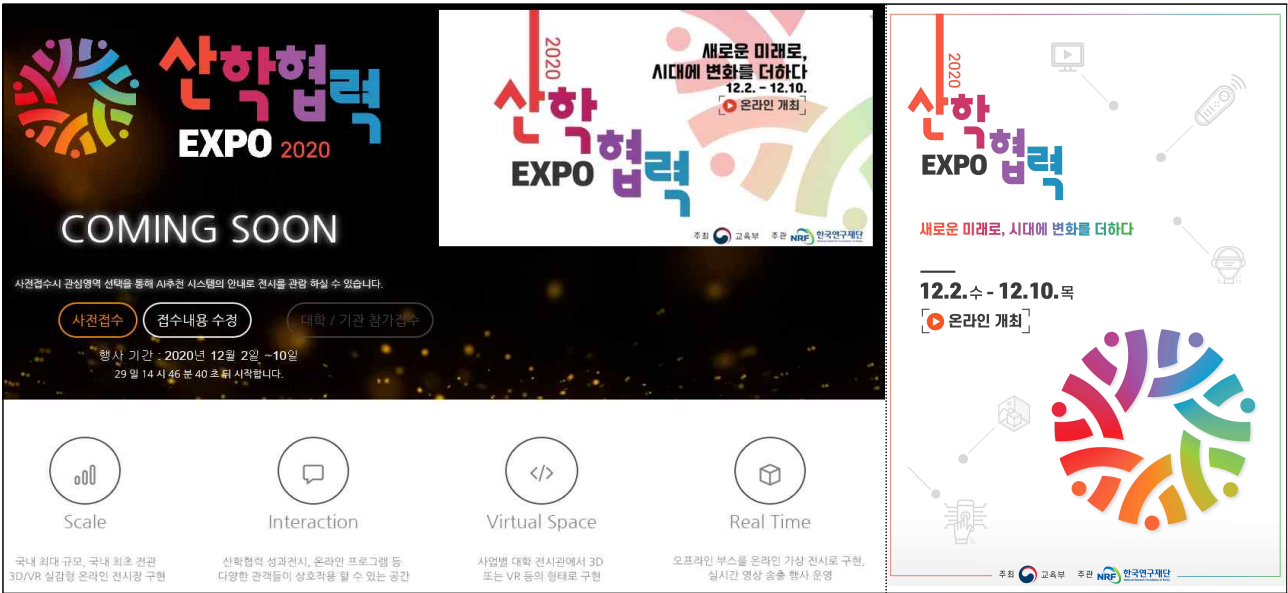 산학협력
EXPO 2020
COMING SOON
사전접수시 관심영역 선택을 통해 AI추천 시스템의 안내로 전시를 관람 하실 수 있습니다.
사전접수
접수내용 수정
대학 / 기관 참가접수
행사 기간 : 2020년 12월 2일 ~10일
29 일 14 시 46 분 40 초 뒤 시작합니다.
2020
산학협력
EXPO
새로운 미래로,
시대에 변화를 더하다
12.2. - 12.10.
온라인 개최
주최 교육부 주관 NRF 한국연구재단
Scale
국내 최대 규모, 국내 최초 전관
3D/VR 실감형 온라인 전시장 구현
Interaction
산학협력 성과전시, 온라인 프로그램 등
다양한 관객들이 상호작용 할 수 있는 공간
</>
Virtual Space
사업별 대학 전시관에서 3D
또는 VR 등의 형태로 구현
Real Time
오프라인 부스를 온라인 가상 전시로 구현,
실시간 영상 송출 행사 운영
2020
산학협력
EXPO
새로운 미래로, 시대에 변화를 더하다
12.2.수 - 12.10.목
온라인 개최
주최 교육부 주관 NRF 한국연구재단